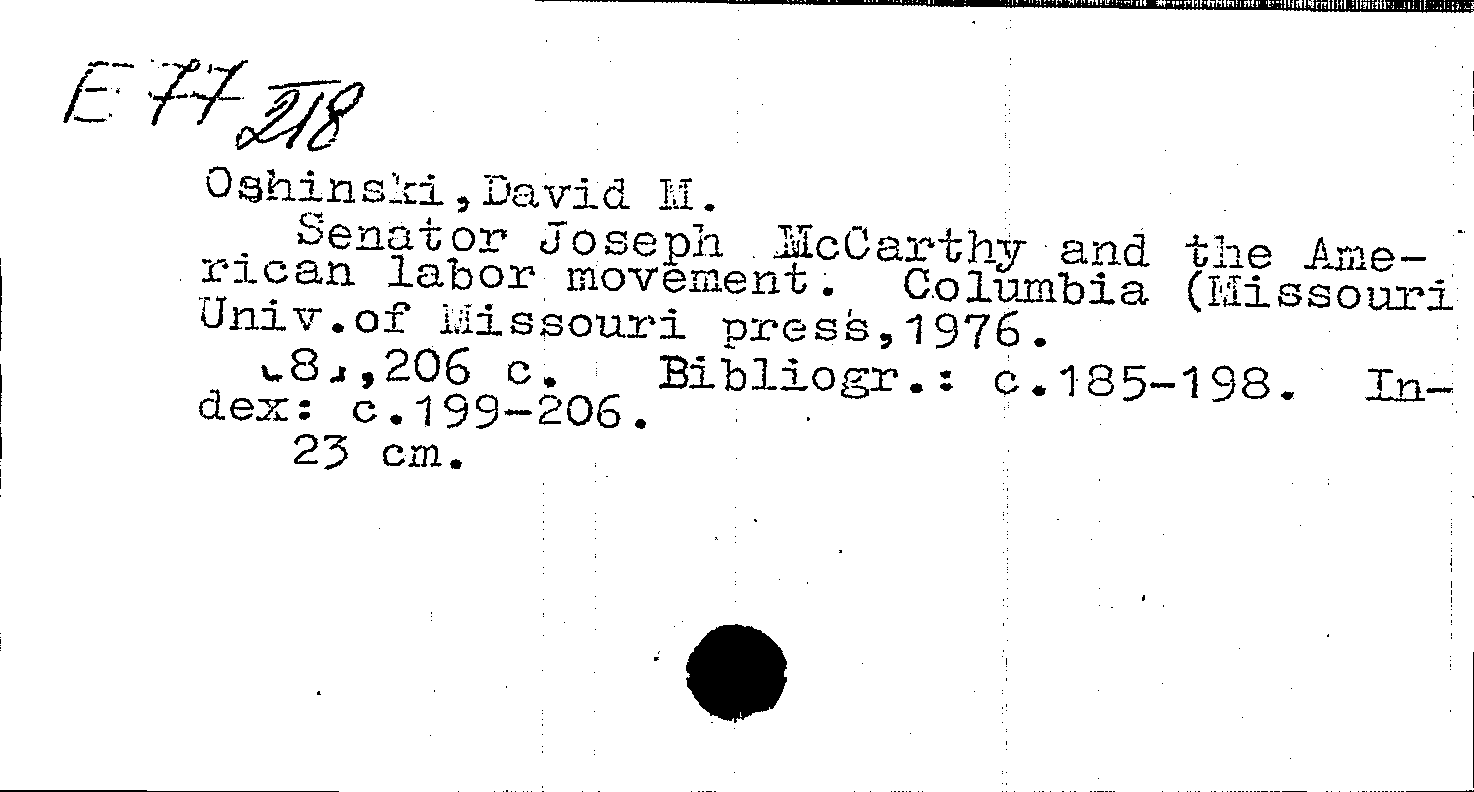 E 77 218
Oshinski,David M.
Senator Joseph McCarthy and the Ame-
rican labor movement. Columbia (Missouri
Univ.of Missouri press,1976.
[8],206 c. Bibliogr.: c.185-198. In-
dex: c.199-206.
23 cm.